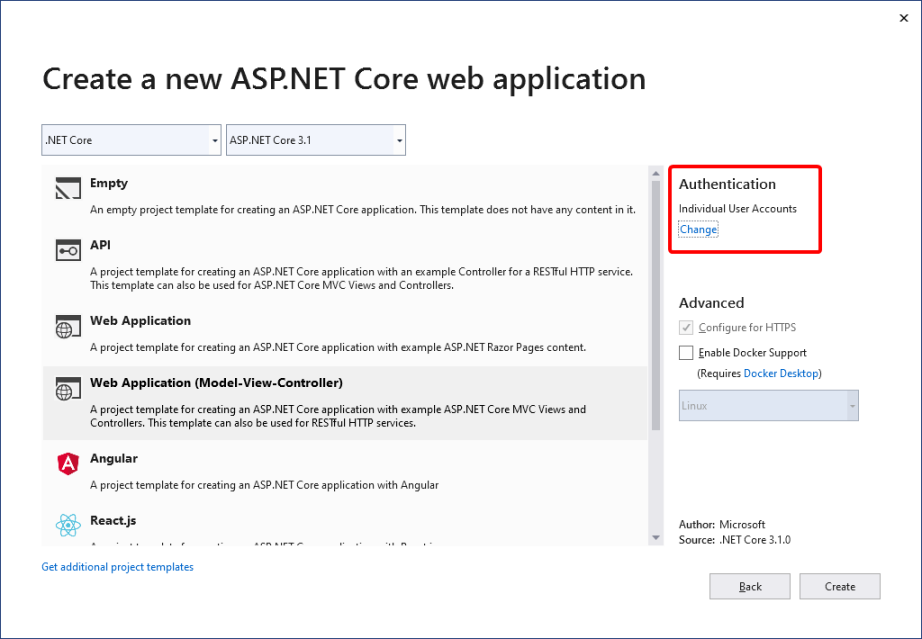 Create a new ASP.NET Core web application
.NET Core
ASP.NET Core 3.1
Empty
An empty project template for creating an ASP.NET Core application. This template does not have any content in it.
API
A project template for creating an ASP.NET Core application with an example Controller for a RESTful HTTP service.
This template can also be used for ASP.NET Core MVC Views and Controllers.
Web Application
A project template for creating an ASP.NET Core application with example ASP.NET Razor Pages content.
Web Application (Model-View-Controller)
A project template for creating an ASP.NET Core application with example ASP.NET Core MVC Views and
Controllers. This template can also be used for RESTful HTTP services.
Angular
A project template for creating an ASP.NET Core application with Angular
React.js
Get additional project templates
Authentication
Individual User Accounts
Change
Advanced
Configure for HTTPS
Enable Docker Support
(Requires Docker Desktop)
Linux
Author: Microsoft
Source: .NET Core 3.1.0
Back
Create